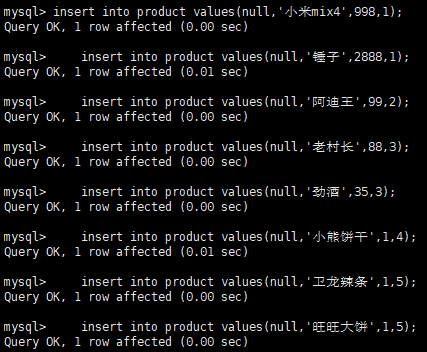 mysql> insert into product values(null,'小米mix4',998,1);
Query OK, 1 row affected (0.00 sec)
mysql>     insert into product values(null,'锤子',2888,1);
Query OK, 1 row affected (0.01 sec)
mysql>     insert into product values(null,'阿迪王',99,2);
Query OK, 1 row affected (0.00 sec)
mysql>     insert into product values(null,'老村长',88,3);
Query OK, 1 row affected (0.00 sec)
mysql>     insert into product values(null,'劲酒',35,3);
Query OK, 1 row affected (0.00 sec)
mysql>     insert into product values(null,'小熊饼干',1,4);
Query OK, 1 row affected (0.01 sec)
mysql>     insert into product values(null,'卫龙辣条',1,5);
Query OK, 1 row affected (0.00 sec)
mysql>     insert into product values(null,'旺旺大饼',1,5);
Query OK, 1 row affected (0.00 sec)